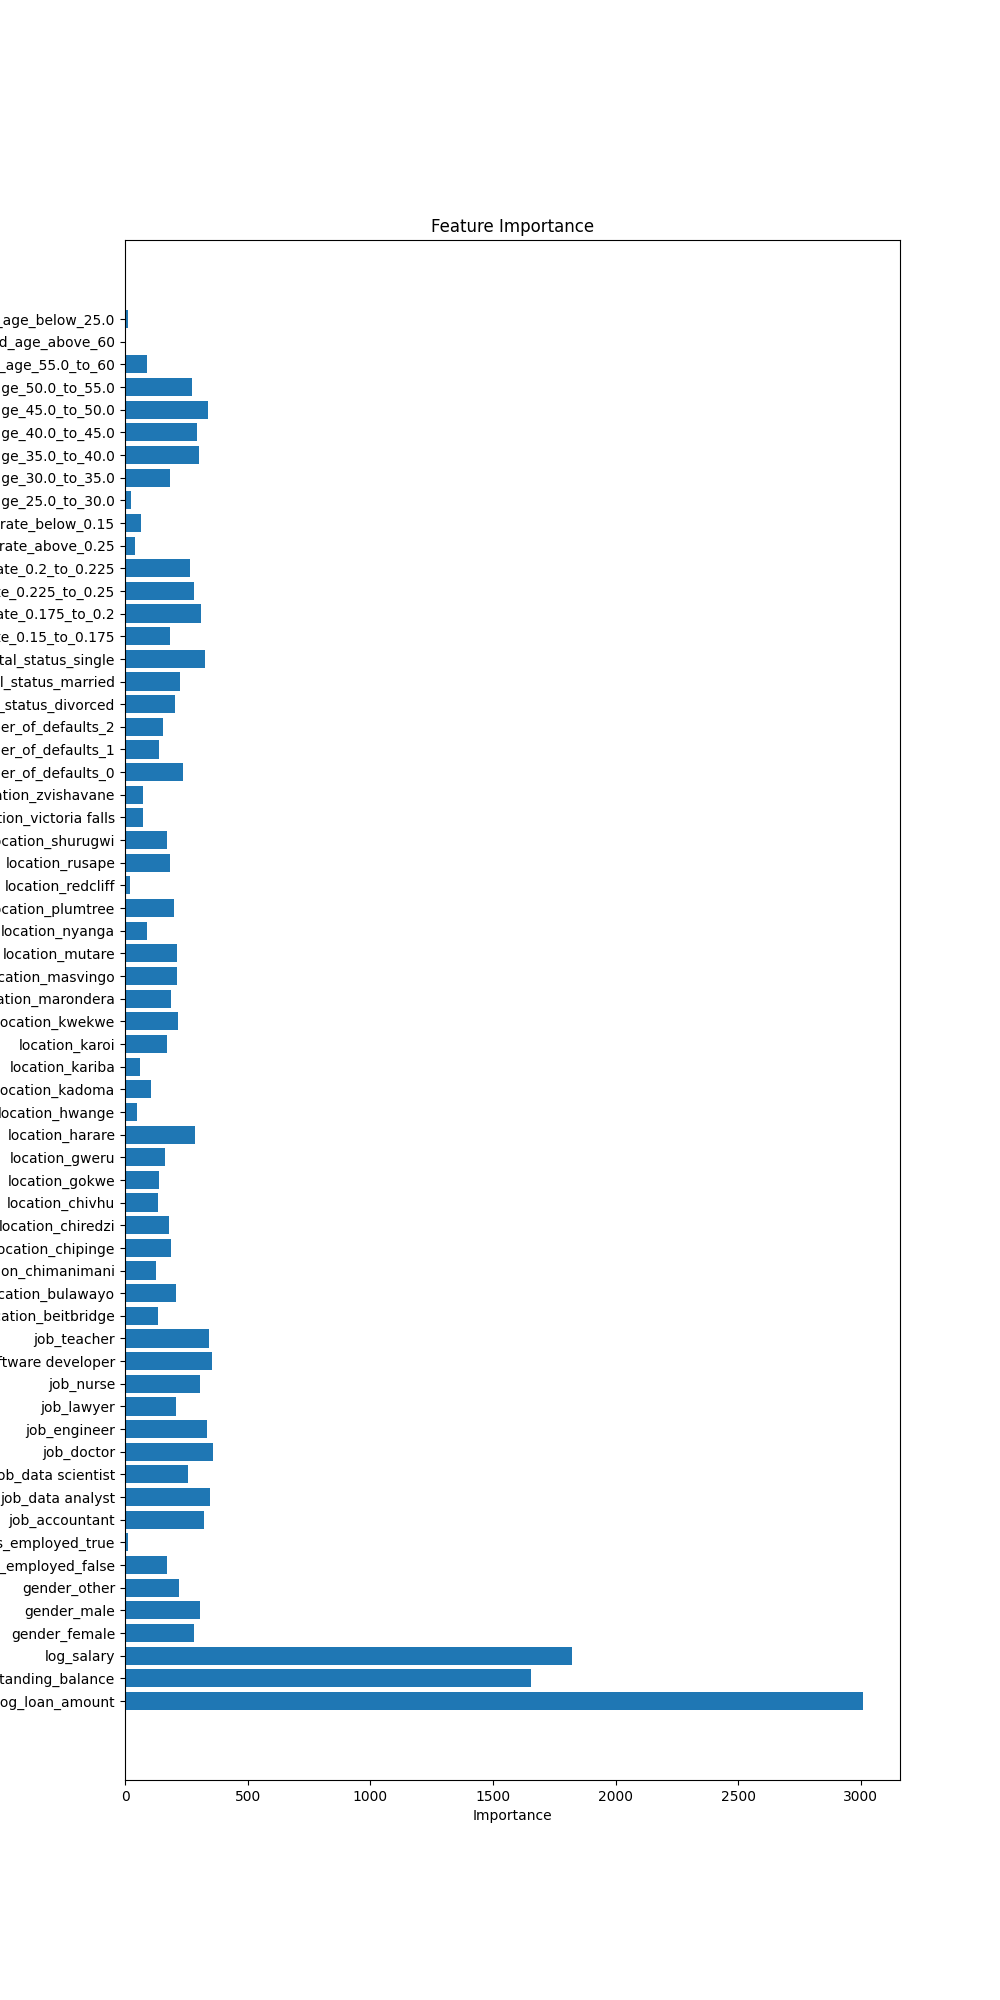 Feature Importance
_age_below_25.0
d_age_above_60
_age_55.0_to_60
ge_50.0_to_55.0
ge_45.0_to_50.0
ge_40.0_to_45.0
ge_35.0_to_40.0
ge_30.0_to_35.0
ge_25.0_to_30.0
rate_below_0.15
rate_above_0.25
ate_0.2_to_0.225
te_0.225_to_0.25
ate_0.175_to_0.2
te_0.15_to_0.175
tal_status_single
l_status_married
_status_divorced
er_of_defaults_2
er_of_defaults_1
er_of_defaults_0
ation_zvishavane
tion_victoria falls
ocation_shurugwi
location_rusape
location_redcliff
ocation_plumtree
location_nyanga
location_mutare
cation_masvingo
ation_marondera
location_kwekwe
location_karoi
location_kariba
location_kadoma
location_hwange
location_harare
location_gweru
location_gokwe
location_chivhu
location_chiredzi
ocation_chipinge
on_chimanimani
cation_bulawayo
ation_beitbridge
job_teacher
ftware developer
job_nurse
job_lawyer
job_engineer
job_doctor
ob_data scientist
job_data analyst
job_accountant
s_employed_true
_employed_false
gender_other
gender_male
gender_female
log_salary
tanding_balance
og_loan_amount
0 500 1000 1500 2000 2500 3000
Importance